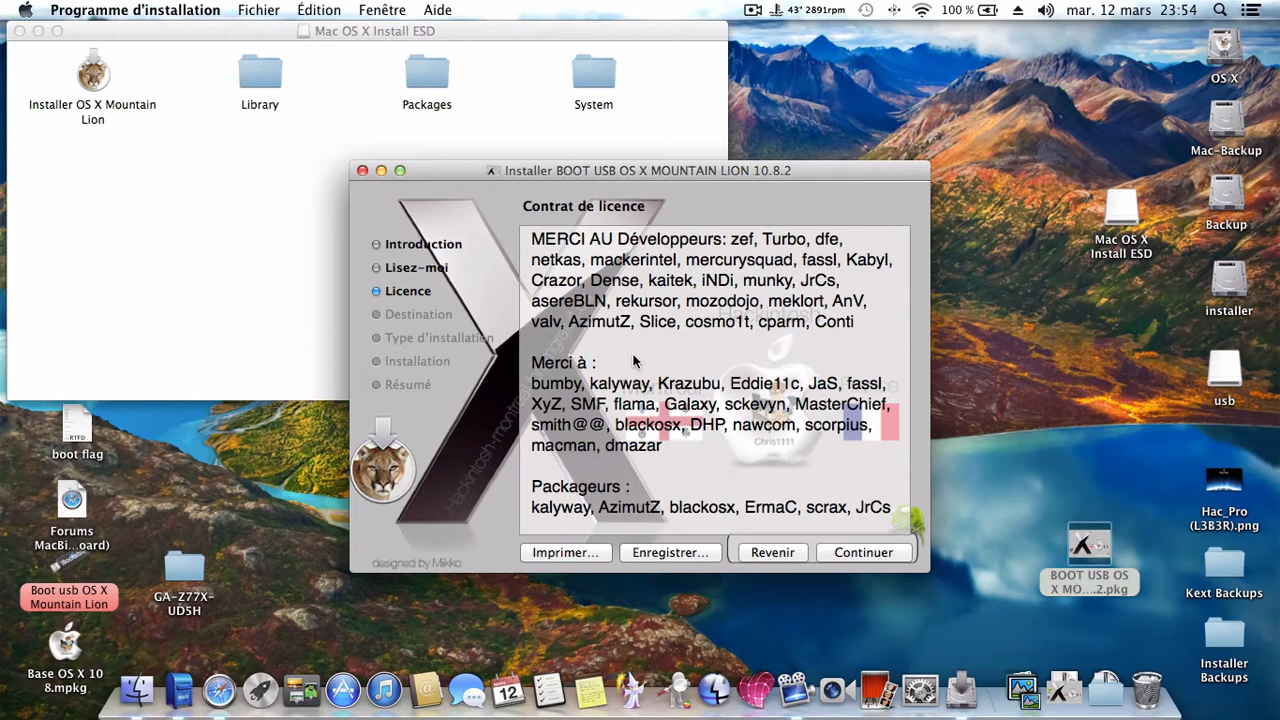 Programme d'installation Fichier Édition Fenêtre Aide
43° 2891rpm 100 % mar. 12 mars 23:54
Mac OS X Install ESD
Installer OS X Mountain
Lion
Library
Packages
System
OS X
Mac-Backup
Backup
Mac OS X
Install ESD
installer
usb
Installer BOOT USB OS X MOUNTAIN LION 10.8.2
Contrat de licence
Introduction
Lisez-moi
Licence
Destination
Type d'installation
Installation
Résumé
MERCI AU Développeurs: zef, Turbo, dfe,
netkas, mackerintel, mercurysquad, fassl, Kabyl,
Crazor, Dense, kaitek, iNDi, munky, JrCs,
asereBLN, rekursor, mozodojo, meklort, AnV,
valv, AzimutZ, Slice, cosmo1t, cparm, Conti
Merci à :
bumby, kalyway, Krazubu, Eddie11c, JaS, fassl,
XyZ, SMF, flama, Galaxy, sckevyn, MasterChief,
smith@@, blackosx, DHP, nawcom, scorpius,
macman, dmazar
Packageurs :
kalyway, AzimutZ, blackosx, ErmaC, scrax, JrCs
Chris1111
designed by Mikko
Imprimer... Enregistrer... Revenir Continuer
boot flag
Forums
MacBi...oard)
Boot usb OS X
Mountain Lion
GA-Z77X-
UD5H
Base OS X 10
8.mpkg
BOOT USB OS
X MO...2.pkg
Hac_Pro
(L3B3R).png
Kext Backups
Installer
Backups